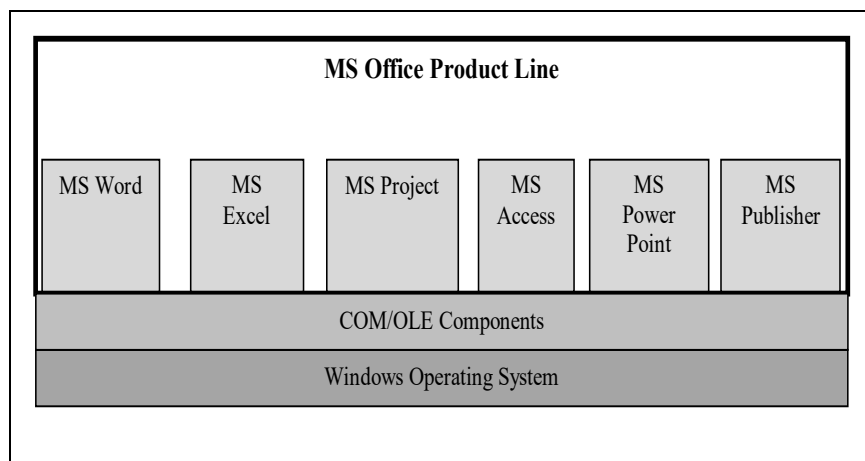 MS Office Product Line
MS Word
MS
Excel
MS Project
MS
Access
MS
Power
Point
MS
Publisher
COM/OLE Components
Windows Operating System